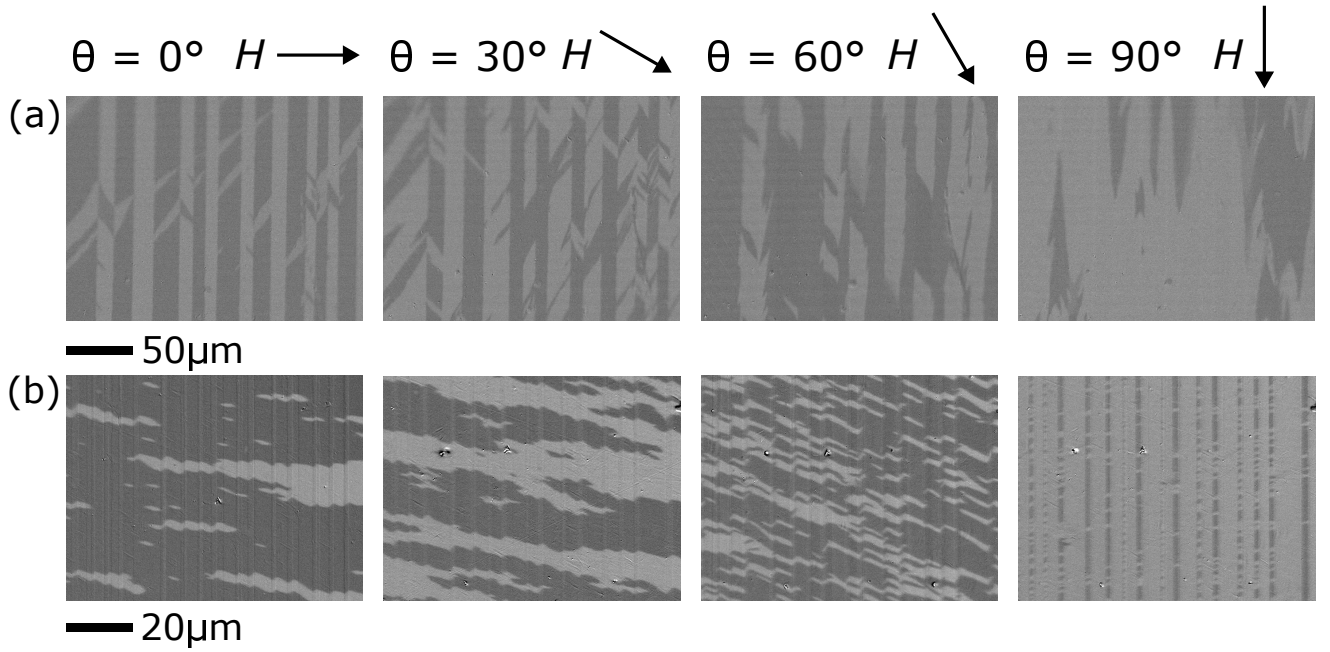 θ = 0° H θ = 30° H θ = 60° H θ = 90° H
(a)
50µm
(b)
20µm